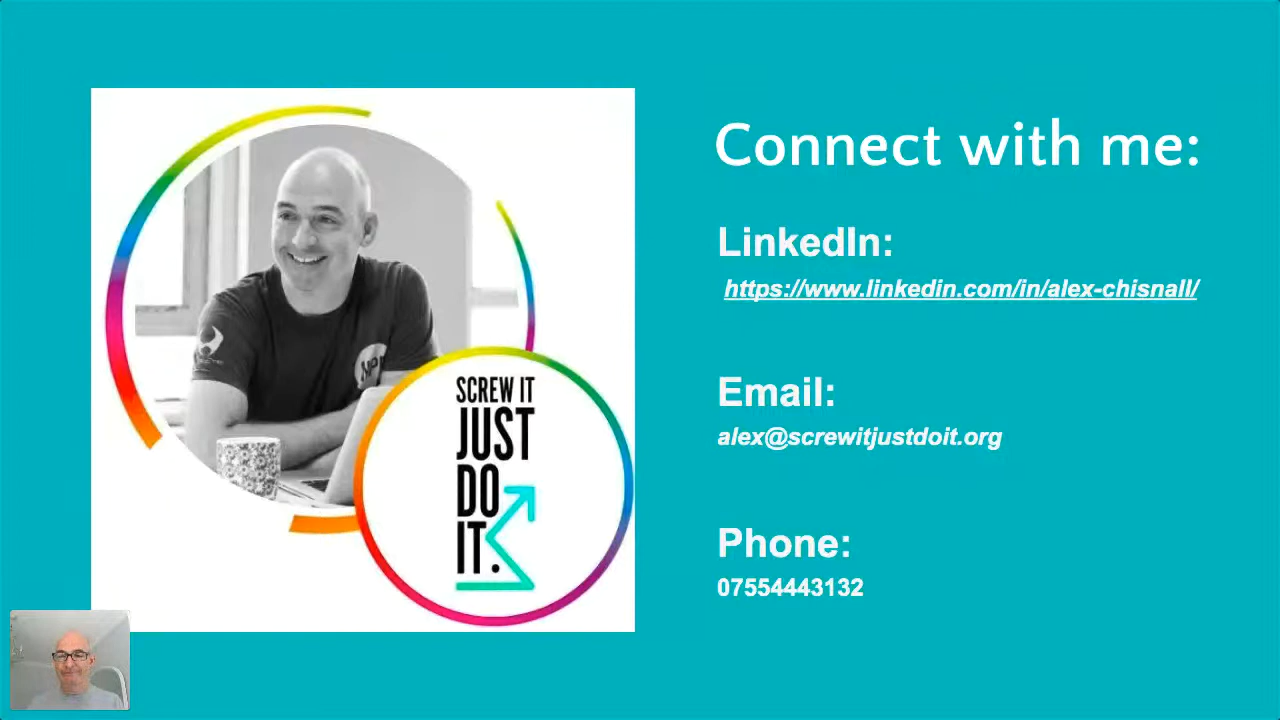 Connect with me:
LinkedIn:
https://www.linkedin.com/in/alex-chisnall/
Email:
alex@screwitjustdoit.org
Phone:
07554443132
SCREW IT
JUST
DO
IT.